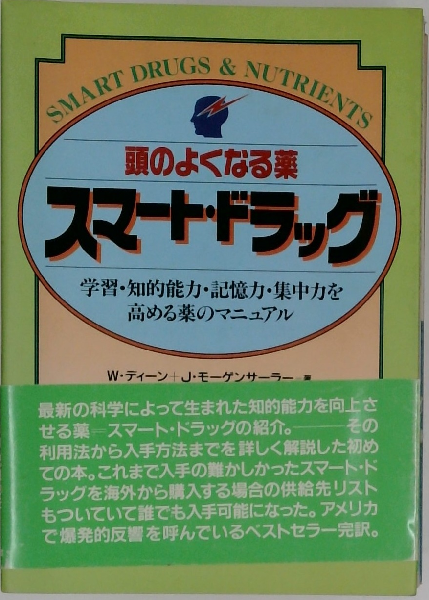 SMART DRUGS & NUTRIENTS
頭のよくなる薬
スマート・ドラッグ
学習・知的能力・記憶力・集中力を
高める薬のマニュアル
W・ディーン+J・モーゲンサーラー=著
最新の科学によって生まれた知的能力を向上さ
せる薬=スマート・ドラッグの紹介。――その
利用法から入手方法までを詳しく解説した初め
ての本。これまで入手の難かしかったスマート・ド
ラッグを海外から購入する場合の供給先リスト
もついていて誰でも入手可能になった。アメリカ
で爆発的反響を呼んでいるベストセラー完訳。